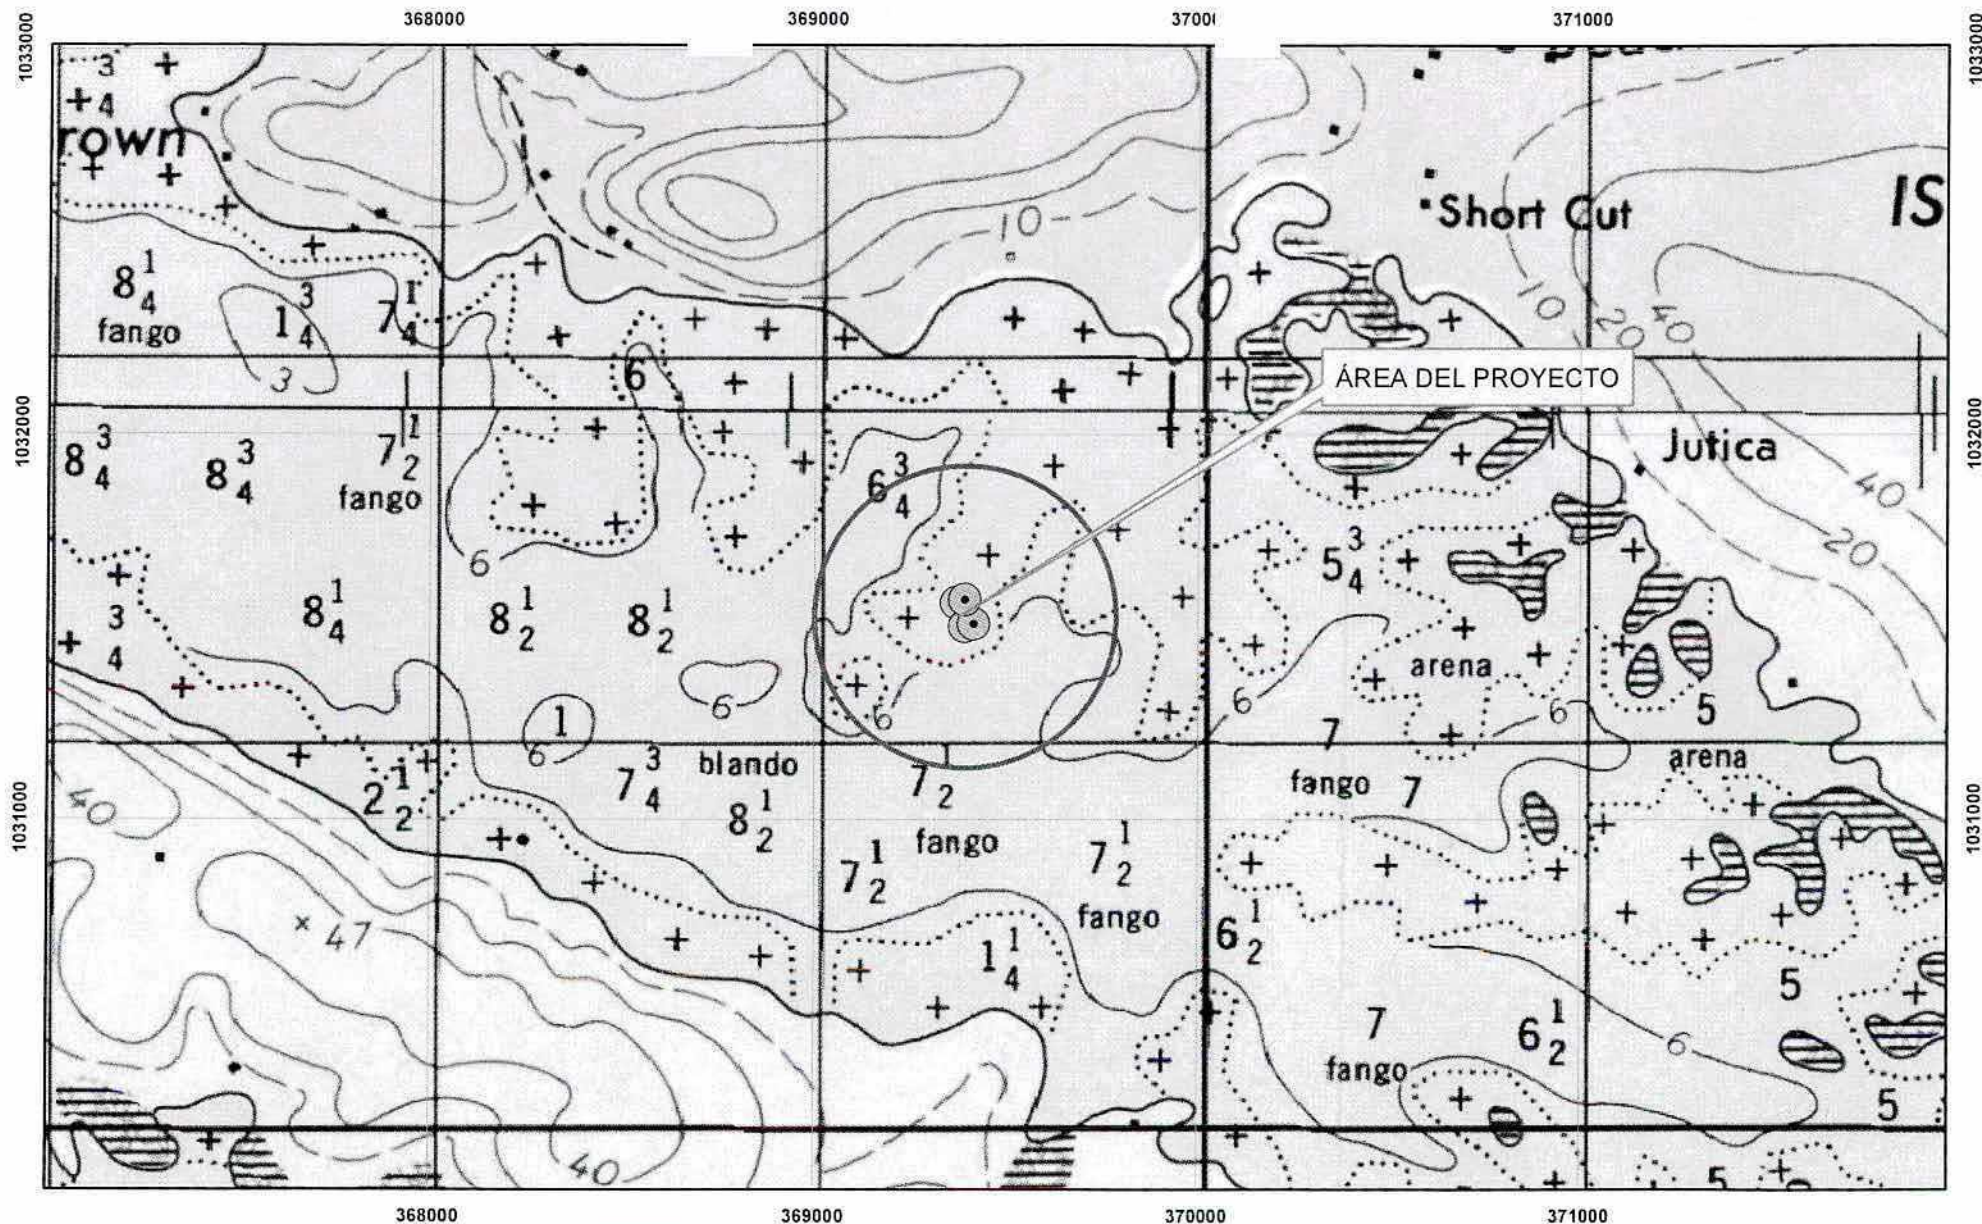 368000 369000 37000 371000
1033000 1033000
3
4
rown
IS
Short Cut
10
8 1/4
fango
1 3/4
7 1/4
3
10 20 40
6
ÁREA DEL PROYECTO
1032000 1032000
8 3/4
8 3/4
7 1/2
fango
6 3/4
Jutica
40
20
6
5 3/4
3/4
8 1/4
8 1/2
8 1/2
arena
6
1
6
6
6
6
5
7
arena
blando
7 3/4
7 2
fango
7
40
2 1/2
8 1/2
1031000 1031000
fango
7 1/2
7 1/2
fango
47
6 1/2
1 1/4
5
7
fango
6 1/2
6
5
40
5
368000 369000 370000 371000